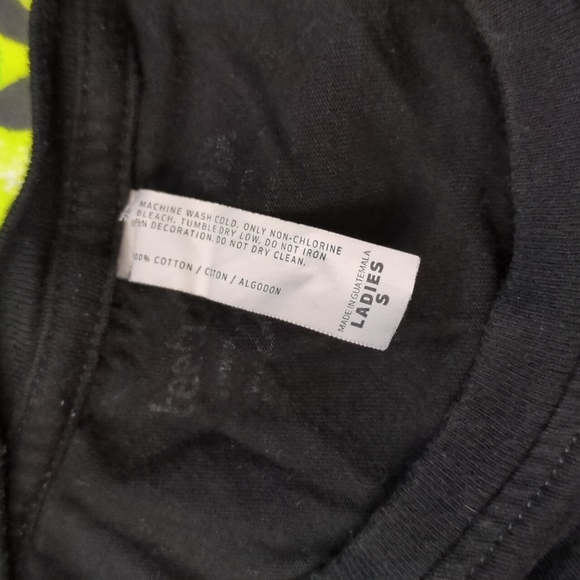 MACHINE WASH COLD. ONLY NON-CHLORINE
BLEACH. TUMBLE DRY LOW. DO NOT IRON
DECORATION. DO NOT DRY CLEAN.
100% COTTON / COTON / ALGODON
MADE IN GUATEMALA
LADIES
S